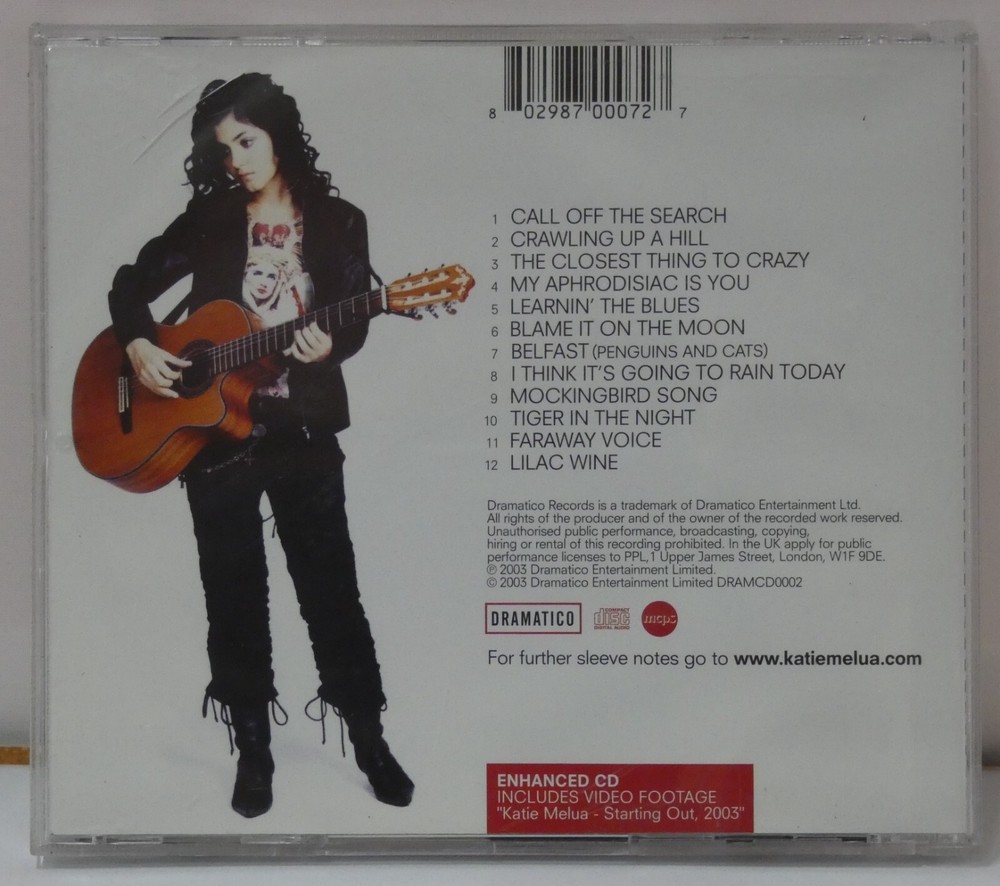 8 02987 00072 7
1 CALL OFF THE SEARCH
2 CRAWLING UP A HILL
3 THE CLOSEST THING TO CRAZY
4 MY APHRODISIAC IS YOU
5 LEARNIN' THE BLUES
6 BLAME IT ON THE MOON
7 BELFAST (PENGUINS AND CATS)
8 I THINK IT'S GOING TO RAIN TODAY
9 MOCKINGBIRD SONG
10 TIGER IN THE NIGHT
11 FARAWAY VOICE
12 LILAC WINE
Dramatico Records is a trademark of Dramatico Entertainment Ltd.
All rights of the producer and of the owner of the recorded work reserved.
Unauthorised public performance, broadcasting, copying,
hiring or rental of this recording prohibited. In the UK apply for public
performance licenses to PPL, 1 Upper James Street, London, W1F 9DE.
℗ 2003 Dramatico Entertainment Limited.
© 2003 Dramatico Entertainment Limited DRAMCD0002
DRAMATICO
COMPACT
disc
DIGITAL AUDIO
mcps
For further sleeve notes go to www.katiemelua.com
ENHANCED CD
INCLUDES VIDEO FOOTAGE
"Katie Melua - Starting Out, 2003"